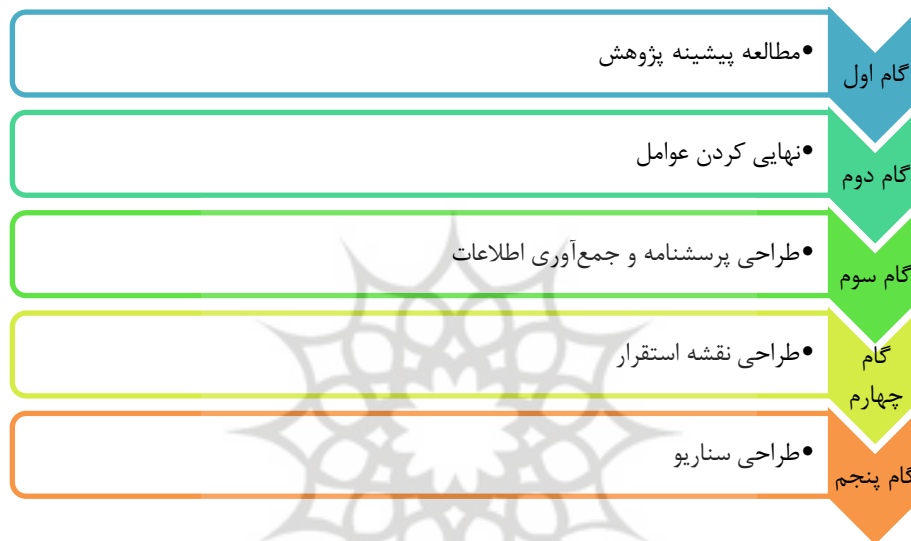 گام اول
•مطالعه پیشینه پژوهش
گام دوم
•نهایی کردن عوامل
گام سوم
•طراحی پرسشنامه و جمع‌آوری اطلاعات
گام
چهارم
•طراحی نقشه استقرار
گام پنجم
•طراحی سناریو